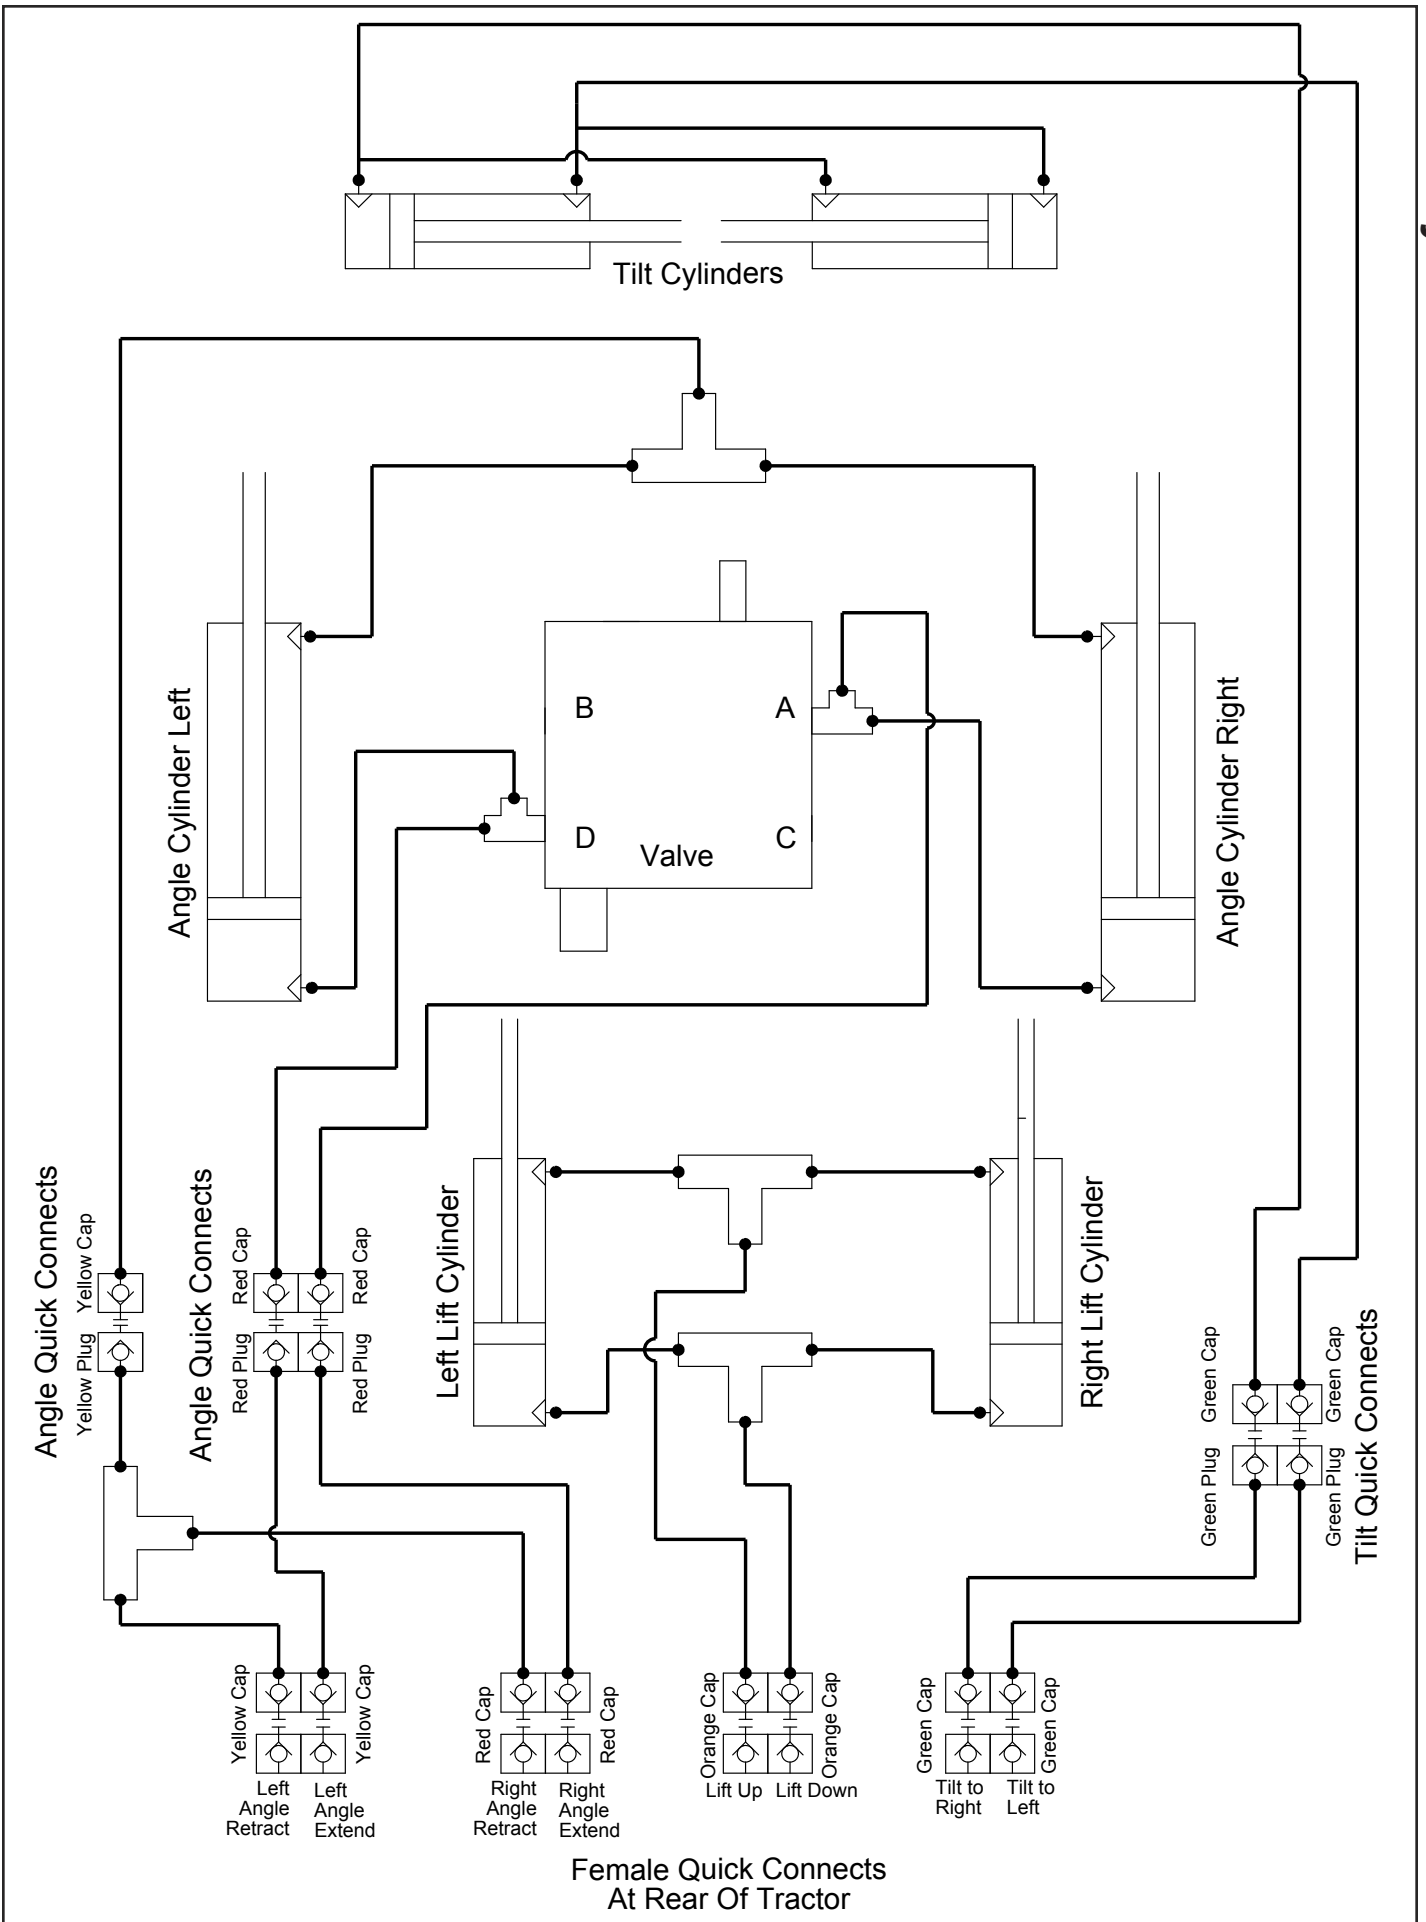 Tilt Cylinders
Angle Cylinder Left
B
A
D
C
Valve
Angle Cylinder Right
Angle Quick Connects
Yellow Cap
Yellow Plug
Angle Quick Connects
Red Cap
Red Plug
Red Cap
Red Plug
Left Lift Cylinder
Right Lift Cylinder
Green Cap
Green Plug
Green Cap
Green Plug
Tilt Quick Connects
Yellow Cap
Yellow Cap
Red Cap
Red Cap
Orange Cap
Orange Cap
Green Cap
Green Cap
Left
Angle
Retract
Left
Angle
Extend
Right
Angle
Retract
Right
Angle
Extend
Lift Up
Lift Down
Tilt to
Right
Tilt to
Left
Female Quick Connects
At Rear Of Tractor